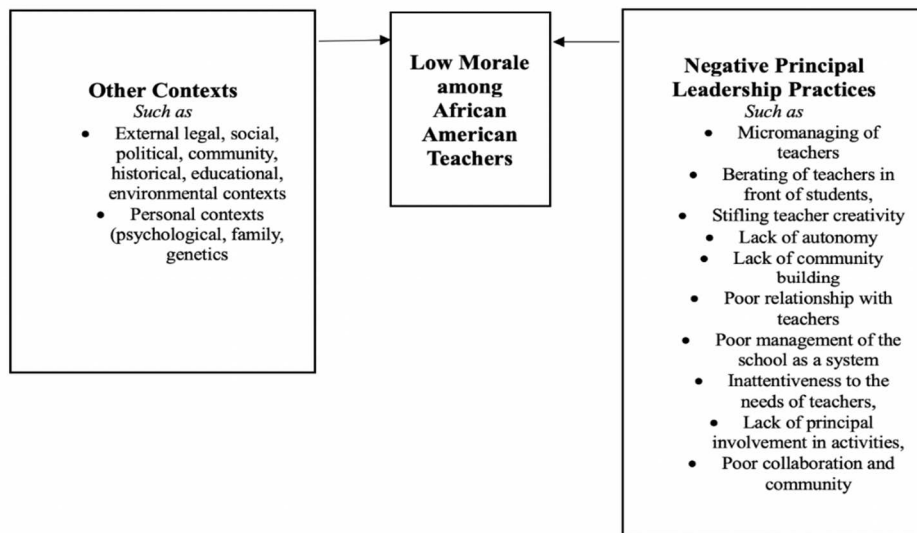 Other Contexts
Such as
• External legal, social,
political, community,
historical, educational,
environmental contexts
• Personal contexts
(psychological, family,
genetics
Low Morale
among
African
American
Teachers
Negative Principal
Leadership Practices
Such as
• Micromanaging of
teachers
• Berating of teachers in
front of students,
• Stifling teacher creativity
• Lack of autonomy
• Lack of community
building
• Poor relationship with
teachers
• Poor management of the
school as a system
• Inattentiveness to the
needs of teachers,
• Lack of principal
involvement in activities,
• Poor collaboration and
community